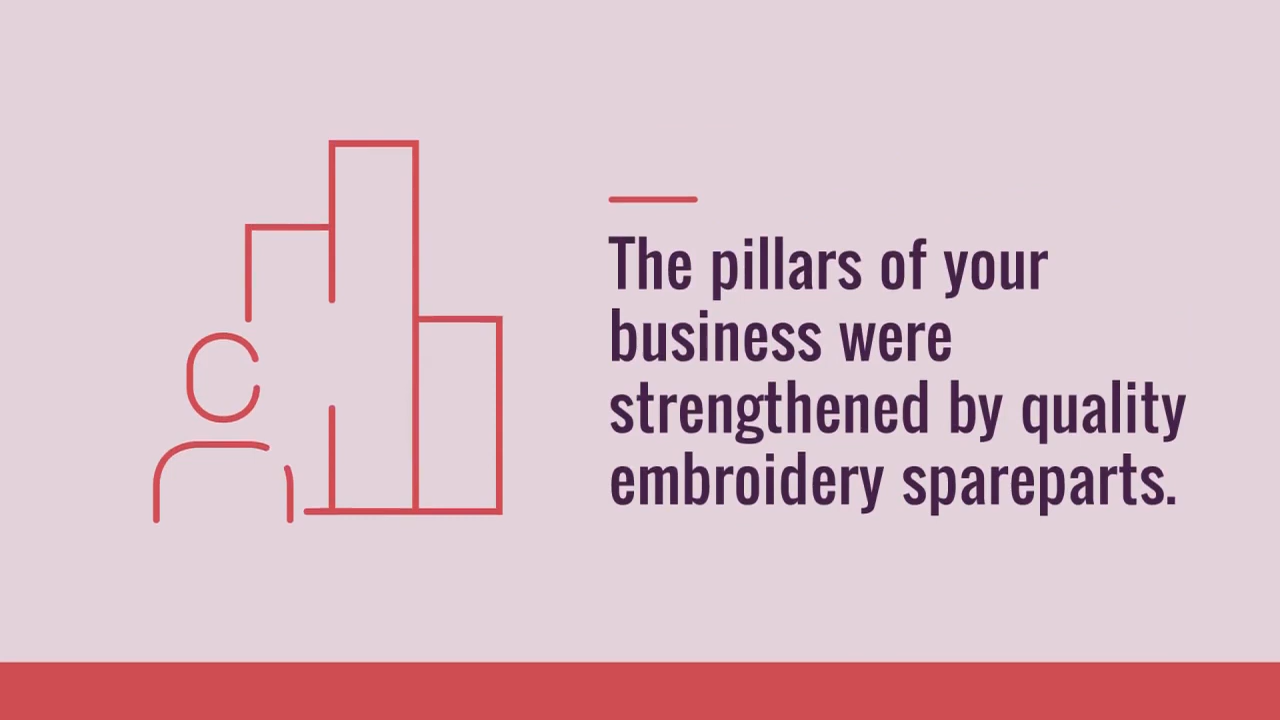 The pillars of your
business were
strengthened by quality
embroidery spareparts.